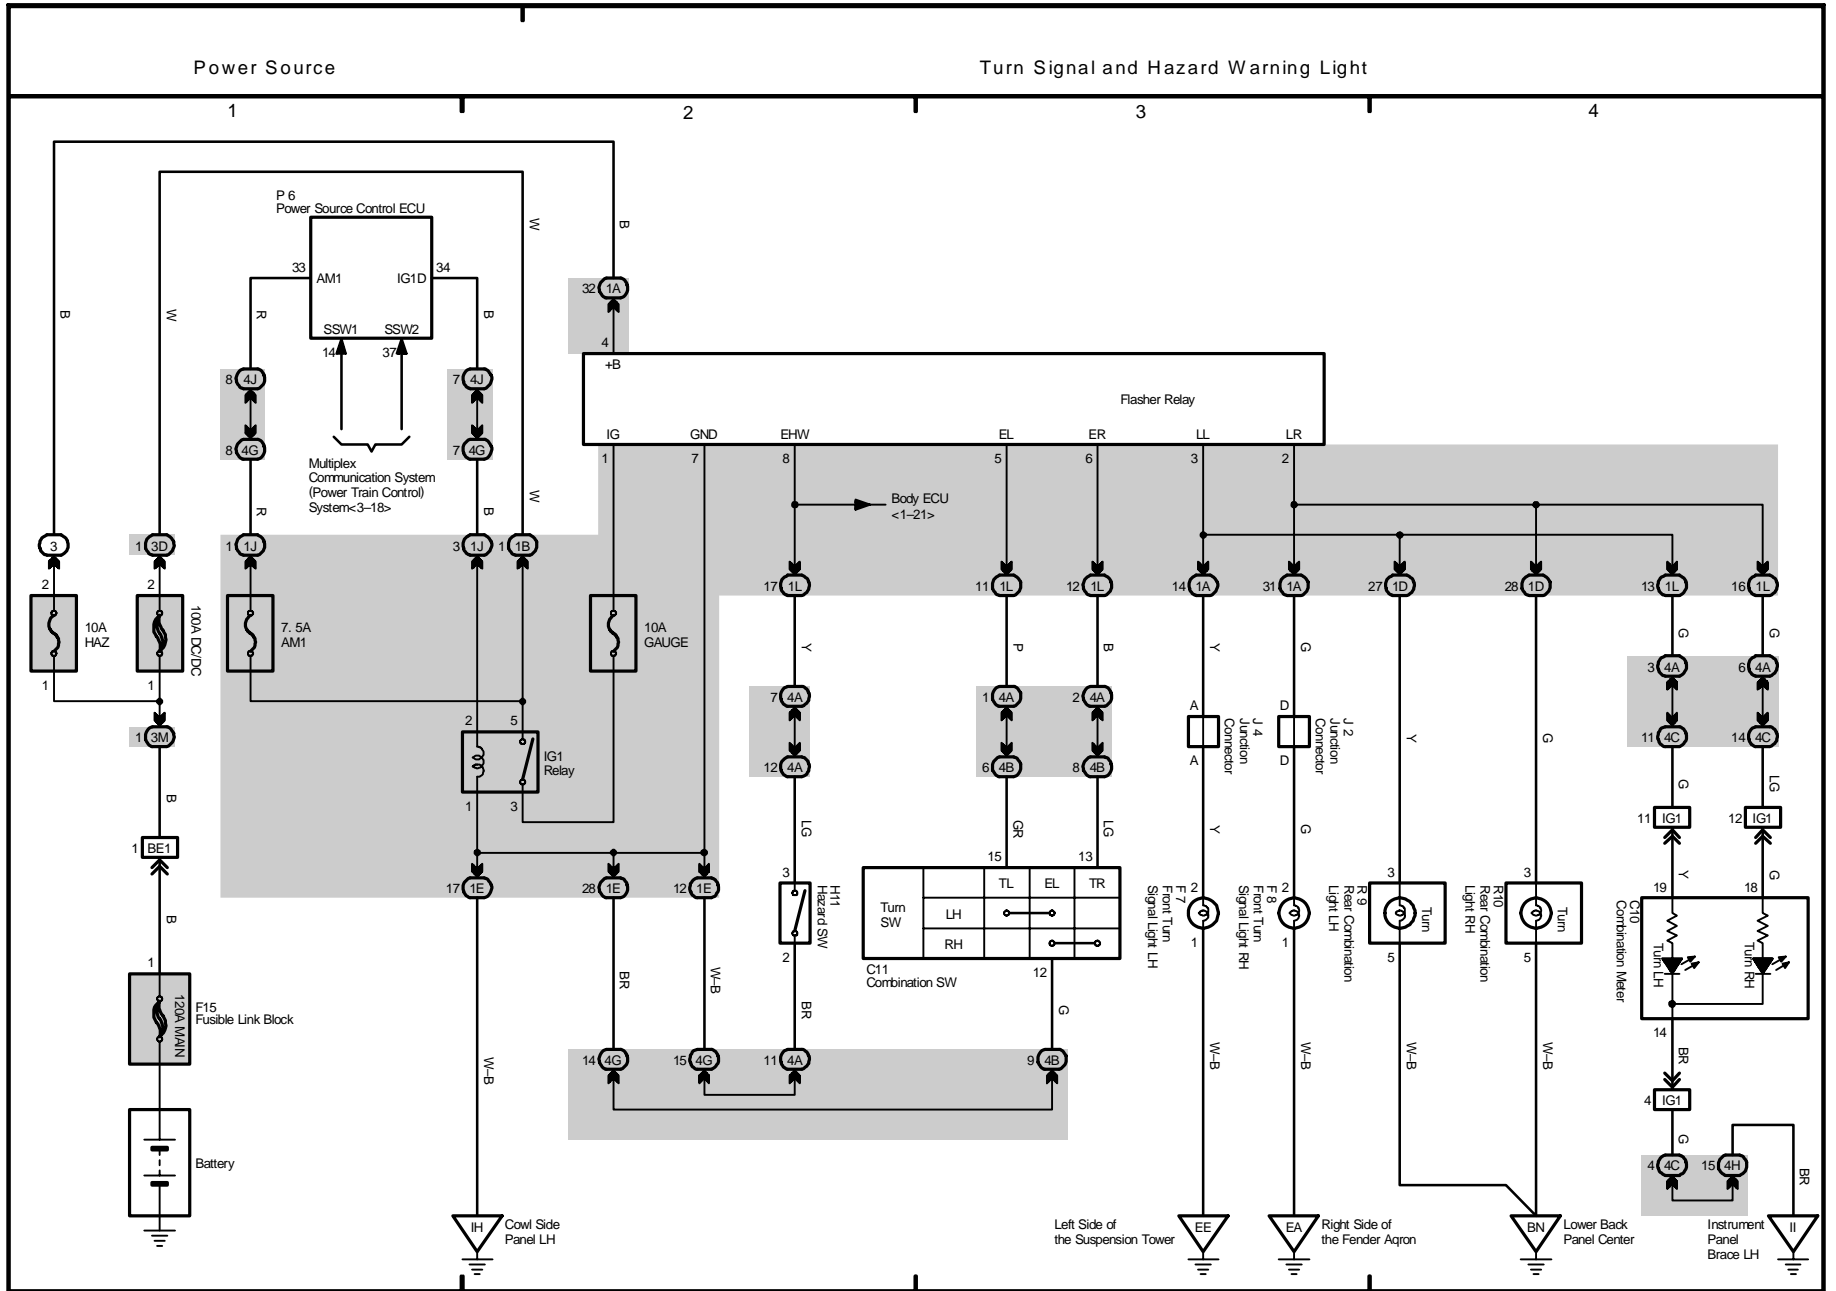 Power Source
Turn Signal and Hazard Warning Light
1
2
3
4
P 6
Power Source Control ECU
33
AM1
IG1D
34
SSW1
SSW2
14
37
B
W
R
B
W
B
32
1A
4
8
4J
7
4J
8
4G
7
4G
Multiplex
Communication System
(Power Train Control)
System<3–18>
R
B
W
+B
Flasher Relay
IG
GND
EHW
EL
ER
LL
LR
1
7
8
5
6
3
2
Body ECU
<1–21>
3
1
3D
1
1J
3
1J
1
1B
17
1L
11
1L
12
1L
14
1A
31
1A
27
1D
28
1D
13
1L
16
1L
2
10A
HAZ
1
2
100A DC/DC
1
7. 5A
AM1
10A
GAUGE
Y
P
B
Y
G
G
G
7
4A
1
4A
2
4A
3
4A
6
4A
1
3M
2
5
IG1
Relay
1
3
A
J 4
Junction
Connector
A
D
J 2
Junction
Connector
D
Y
G
12
4A
6
4B
8
4B
11
4C
14
4C
B
LG
GR
LG
Y
G
G
LG
1
BE1
11
IG1
12
IG1
17
1E
28
1E
12
1E
3
H11
Hazard SW
2
15
13
TL
EL
TR
Turn
SW
LH
RH
C11
Combination SW
12
2
F 7
Front Turn
Signal Light LH
1
2
F 8
Front Turn
Signal Light RH
1
3
R 9
Rear Combination
Light LH
Turn
5
3
R10
Rear Combination
Light RH
Turn
5
Y
G
19
18
C10
Combination Meter
Turn LH
Turn RH
14
B
1
120A MAIN
F15
Fusible Link Block
BR
W–B
BR
G
14
4G
15
4G
11
4A
9
4B
W–B
W–B
W–B
W–B
W–B
BR
4
IG1
G
4
4C
15
4H
BR
Battery
IH
Cowl Side
Panel LH
Left Side of
the Suspension Tower
EE
EA
Right Side of
the Fender Aqron
BN
Lower Back
Panel Center
Instrument
Panel
Brace LH
II